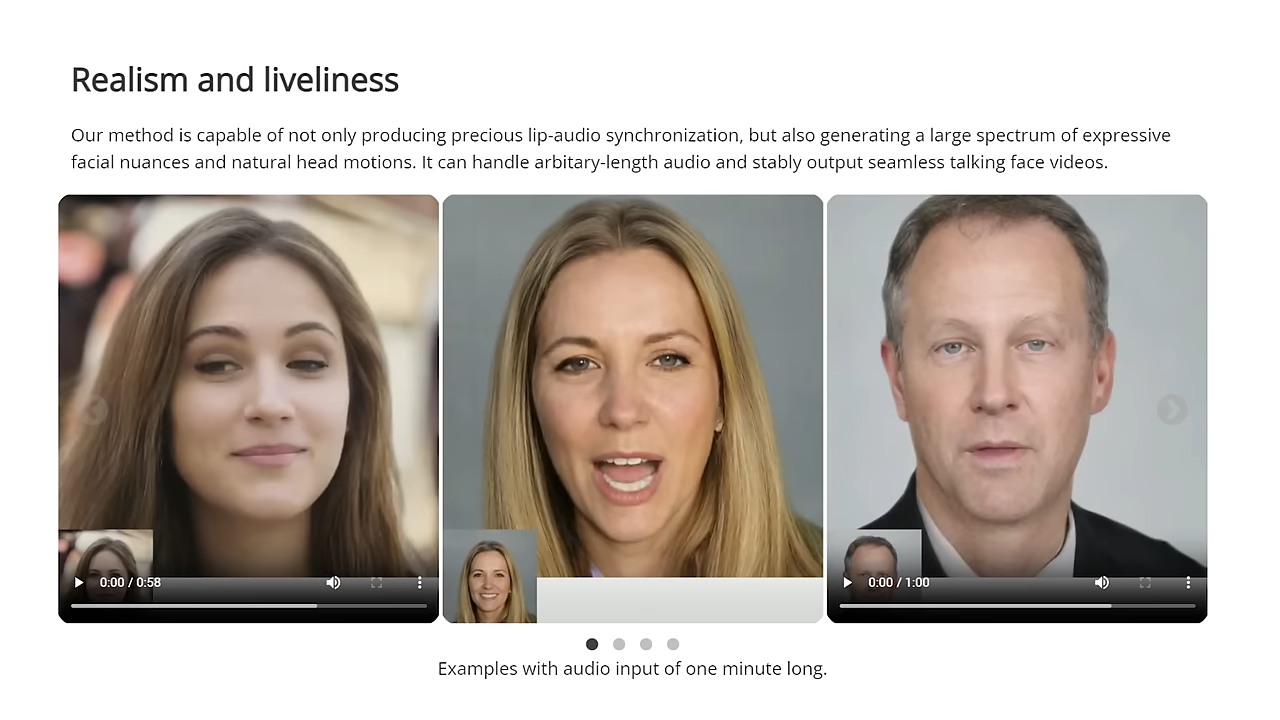 Realism and liveliness
Our method is capable of not only producing precious lip-audio synchronization, but also generating a large spectrum of expressive
facial nuances and natural head motions. It can handle arbitary-length audio and stably output seamless talking face videos.
0:00 / 0:58
0:00 / 1:00
Examples with audio input of one minute long.